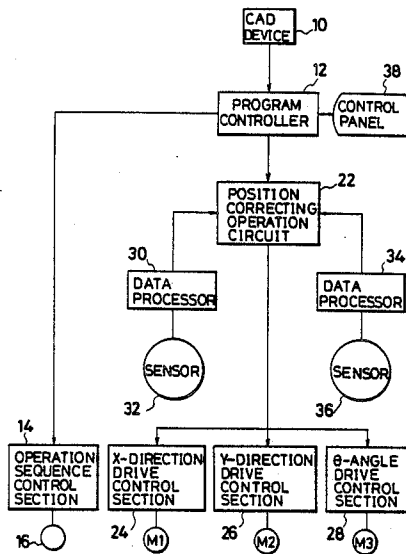 CAD
DEVICE
10
12
38
PROGRAM
CONTROLLER
CONTROL
PANEL
22
POSITION
CORRECTING
OPERATION
CIRCUIT
30
34
DATA
PROCESSOR
DATA
PROCESSOR
SENSOR
SENSOR
32
36
14
OPERATION
SEQUENCE
CONTROL
SECTION
X-DIRECTION
DRIVE
CONTROL
SECTION
Y-DIRECTION
DRIVE
CONTROL
SECTION
θ-ANGLE
DRIVE
CONTROL
SECTION
16
24
M1
26
M2
28
M3